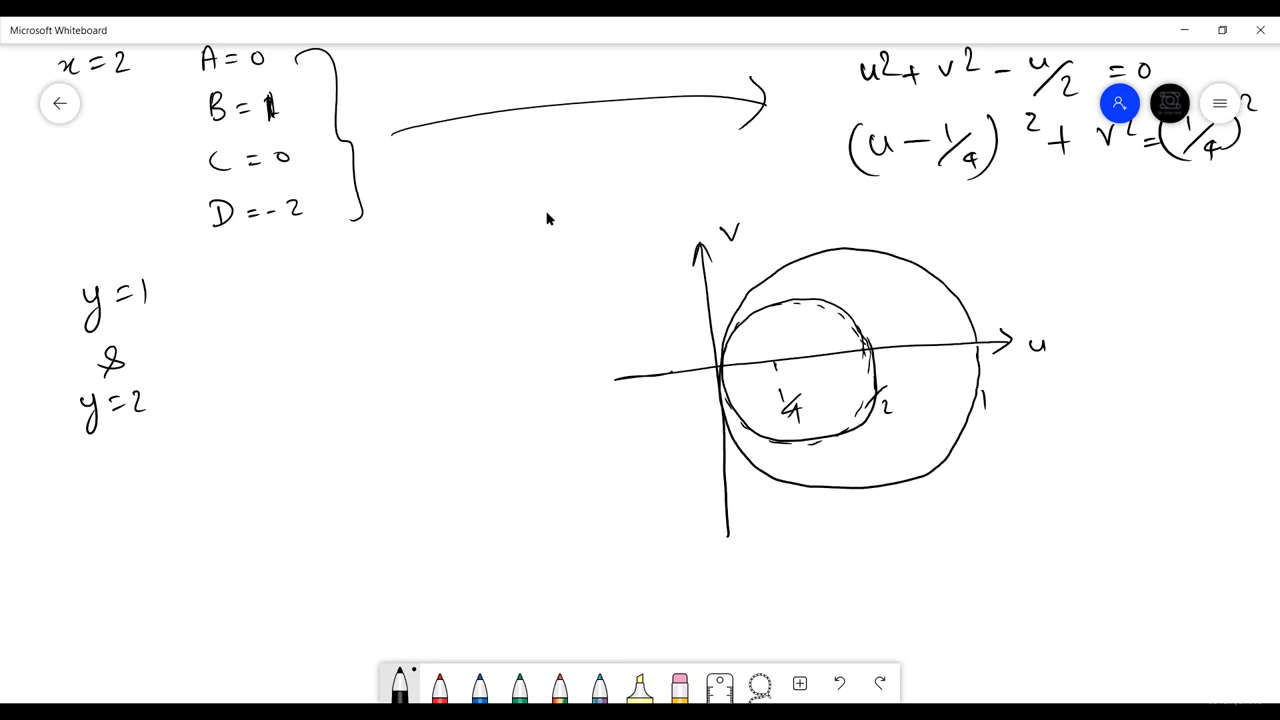 Microsoft Whiteboard
x = 2 A = 0
B = 1
C = 0
D = -2
u² + v² - u/2 = 0
(u - 1/4)² + v² = (1/4)²
y = 1
&
y = 2
v
u
1/4
2
1